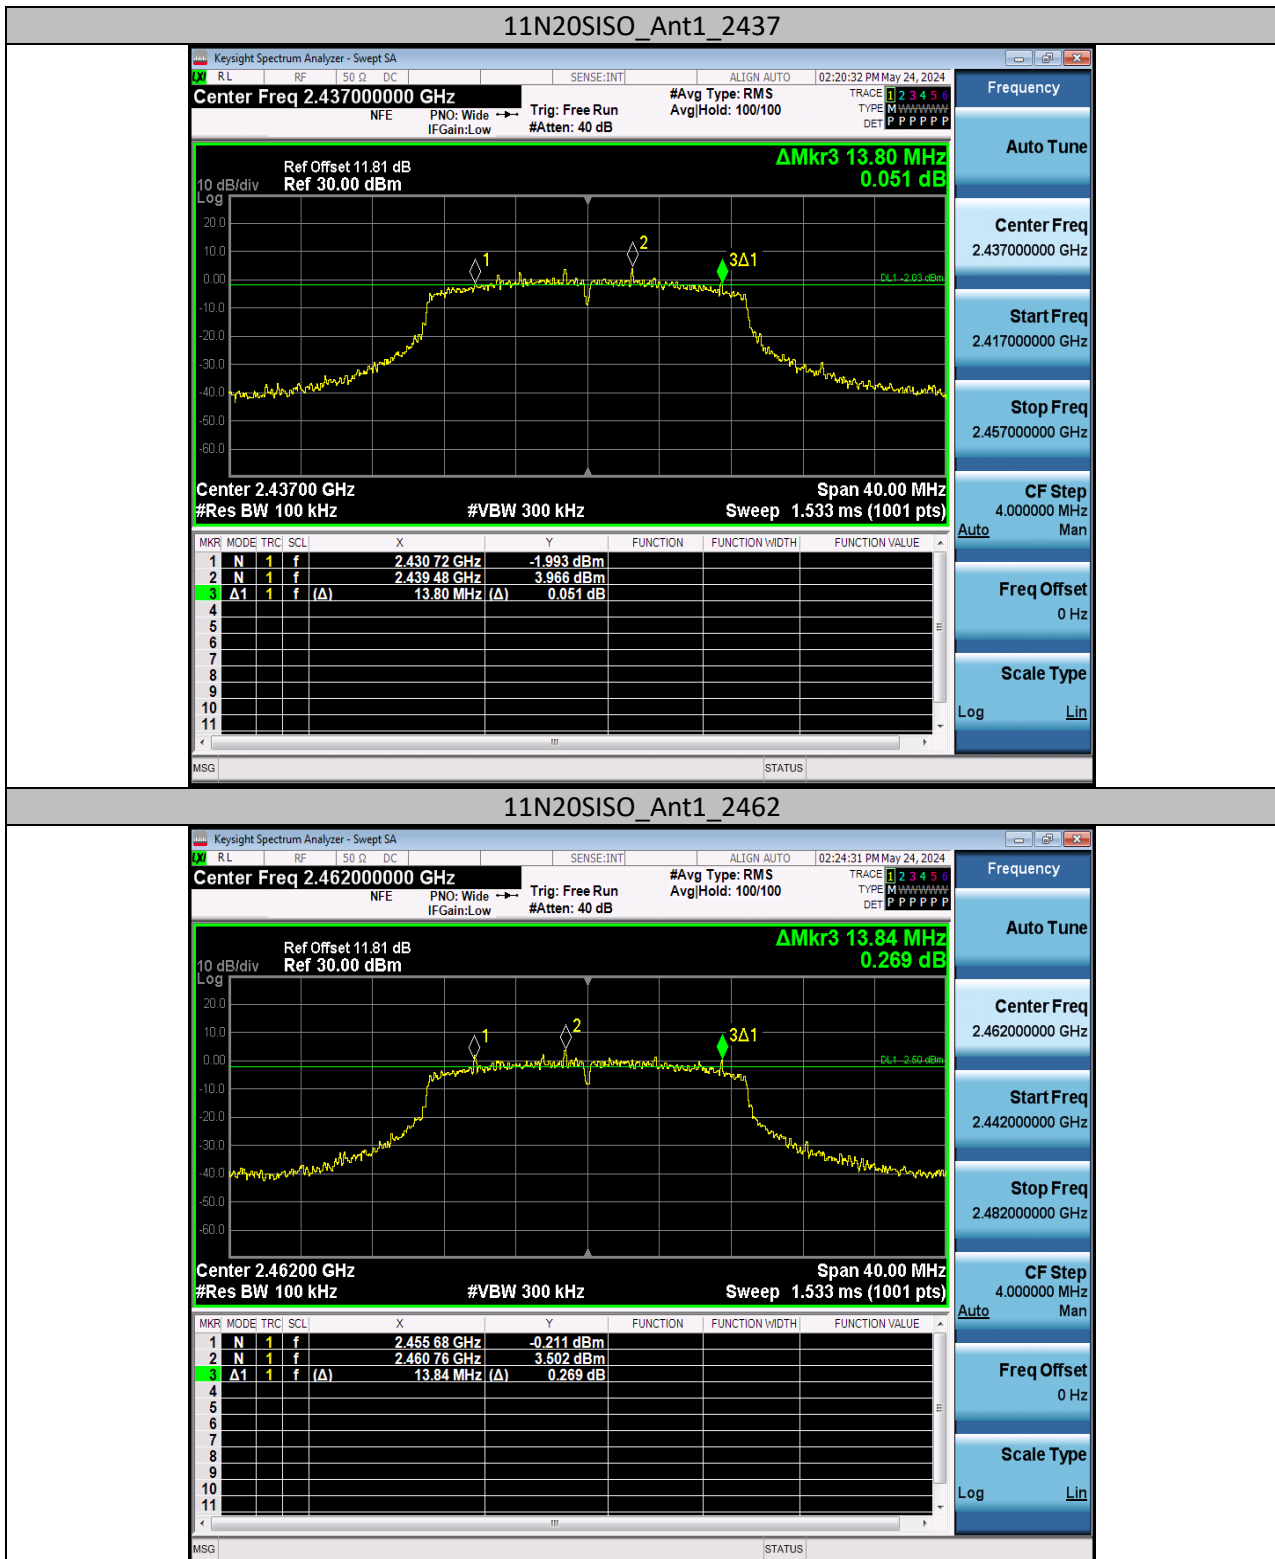 11N20SISO_Ant1_2437
Keysight Spectrum Analyzer - Swept SA
LXI RL RF 50 Ω DC SENSE:INT ALIGN AUTO 02:20:32 PM May 24, 2024
Center Freq 2.437000000 GHz
NFE PNO: Wide IFGain:Low
Trig: Free Run
#Atten: 40 dB
#Avg Type: RMS
Avg|Hold: 100/100
TRACE 1 2 3 4 5 6
TYPE M WWWWW
DET P P P P P P
Ref Offset 11.81 dB
10 dB/div Ref 30.00 dBm
Log
ΔMkr3 13.80 MHz
0.051 dB
20.0
10.0
0.00
-10.0
-20.0
-30.0
-40.0
-50.0
-60.0
1
2
3Δ1
DL1 -2.03 dBm
Center 2.43700 GHz Span 40.00 MHz
#Res BW 100 kHz #VBW 300 kHz Sweep 1.533 ms (1001 pts)
MKR MODE TRC SCL X Y FUNCTION FUNCTION WIDTH FUNCTION VALUE
1 N 1 f 2.430 72 GHz -1.993 dBm
2 N 1 f 2.439 48 GHz 3.966 dBm
3 Δ1 1 f (Δ) 13.80 MHz (Δ) 0.051 dB
4
5
6
7
8
9
10
11
MSG STATUS
Frequency
Auto Tune
Center Freq
2.437000000 GHz
Start Freq
2.417000000 GHz
Stop Freq
2.457000000 GHz
CF Step
4.000000 MHz
Auto Man
Freq Offset
0 Hz
Scale Type
Log Lin
11N20SISO_Ant1_2462
Keysight Spectrum Analyzer - Swept SA
LXI RL RF 50 Ω DC SENSE:INT ALIGN AUTO 02:24:31 PM May 24, 2024
Center Freq 2.462000000 GHz
NFE PNO: Wide IFGain:Low
Trig: Free Run
#Atten: 40 dB
#Avg Type: RMS
Avg|Hold: 100/100
TRACE 1 2 3 4 5 6
TYPE M WWWWW
DET P P P P P P
Ref Offset 11.81 dB
10 dB/div Ref 30.00 dBm
Log
ΔMkr3 13.84 MHz
0.269 dB
20.0
10.0
0.00
-10.0
-20.0
-30.0
-40.0
-50.0
-60.0
1
2
3Δ1
DL1 -2.50 dBm
Center 2.46200 GHz Span 40.00 MHz
#Res BW 100 kHz #VBW 300 kHz Sweep 1.533 ms (1001 pts)
MKR MODE TRC SCL X Y FUNCTION FUNCTION WIDTH FUNCTION VALUE
1 N 1 f 2.455 68 GHz -0.211 dBm
2 N 1 f 2.460 76 GHz 3.502 dBm
3 Δ1 1 f (Δ) 13.84 MHz (Δ) 0.269 dB
4
5
6
7
8
9
10
11
MSG STATUS
Frequency
Auto Tune
Center Freq
2.462000000 GHz
Start Freq
2.442000000 GHz
Stop Freq
2.482000000 GHz
CF Step
4.000000 MHz
Auto Man
Freq Offset
0 Hz
Scale Type
Log Lin